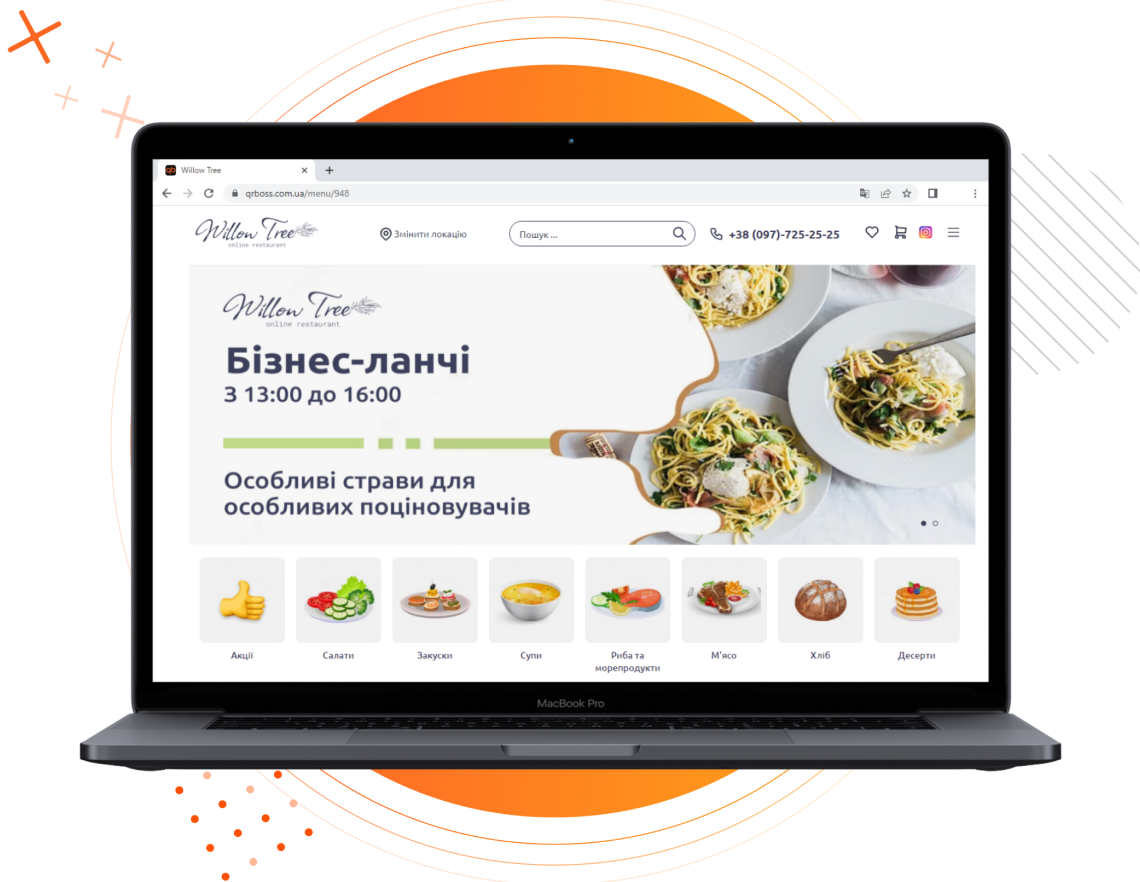 Willow Tree
qrboss.com.ua/menu/948
Willow Tree
online restaurant
Змінити локацію
Пошук ...
+38 (097)-725-25-25
Willow Tree
online restaurant
Бізнес-ланчі
З 13:00 до 16:00
Особливі страви для
особливих поціновувачів
Акції
Салати
Закуски
Супи
Риба та
морепродукти
М'ясо
Хліб
Десерти
MacBook Pro